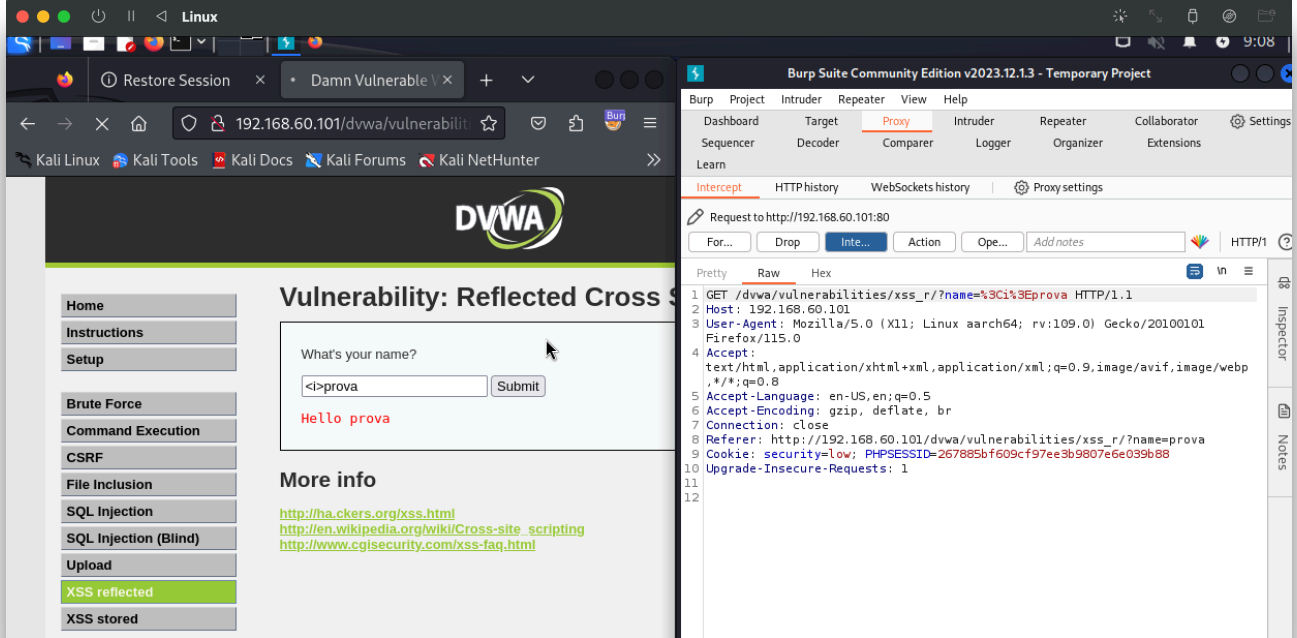 Linux
9:08
Restore Session
Damn Vulnerable W
192.168.60.101/dvwa/vulnerabiliti
Burp
Kali Linux
Kali Tools
Kali Docs
Kali Forums
Kali NetHunter
DVWA
Home
Instructions
Setup
Brute Force
Command Execution
CSRF
File Inclusion
SQL Injection
SQL Injection (Blind)
Upload
XSS reflected
XSS stored
Vulnerability: Reflected Cross S
What's your name?
<i>prova
Submit
Hello prova
More info
http://ha.ckers.org/xss.html
http://en.wikipedia.org/wiki/Cross-site_scripting
http://www.cgisecurity.com/xss-faq.html
Burp Suite Community Edition v2023.12.1.3 - Temporary Project
Burp Project Intruder Repeater View Help
Dashboard Target Proxy Intruder Repeater Collaborator Settings
Sequencer Decoder Comparer Logger Organizer Extensions
Learn
Intercept HTTP history WebSockets history Proxy settings
Request to http://192.168.60.101:80
For... Drop Inte... Action Ope... Add notes HTTP/1
Pretty Raw Hex \n
1 GET /dvwa/vulnerabilities/xss_r/?name=%3Ci%3Eprova HTTP/1.1
2 Host: 192.168.60.101
3 User-Agent: Mozilla/5.0 (X11; Linux aarch64; rv:109.0) Gecko/20100101
Firefox/115.0
4 Accept:
text/html,application/xhtml+xml,application/xml;q=0.9,image/avif,image/webp
,*/*;q=0.8
5 Accept-Language: en-US,en;q=0.5
6 Accept-Encoding: gzip, deflate, br
7 Connection: close
8 Referer: http://192.168.60.101/dvwa/vulnerabilities/xss_r/?name=prova
9 Cookie: security=low; PHPSESSID=267885bf609cf97ee3b9807e6e039b88
10 Upgrade-Insecure-Requests: 1
11
12
Inspector
Notes